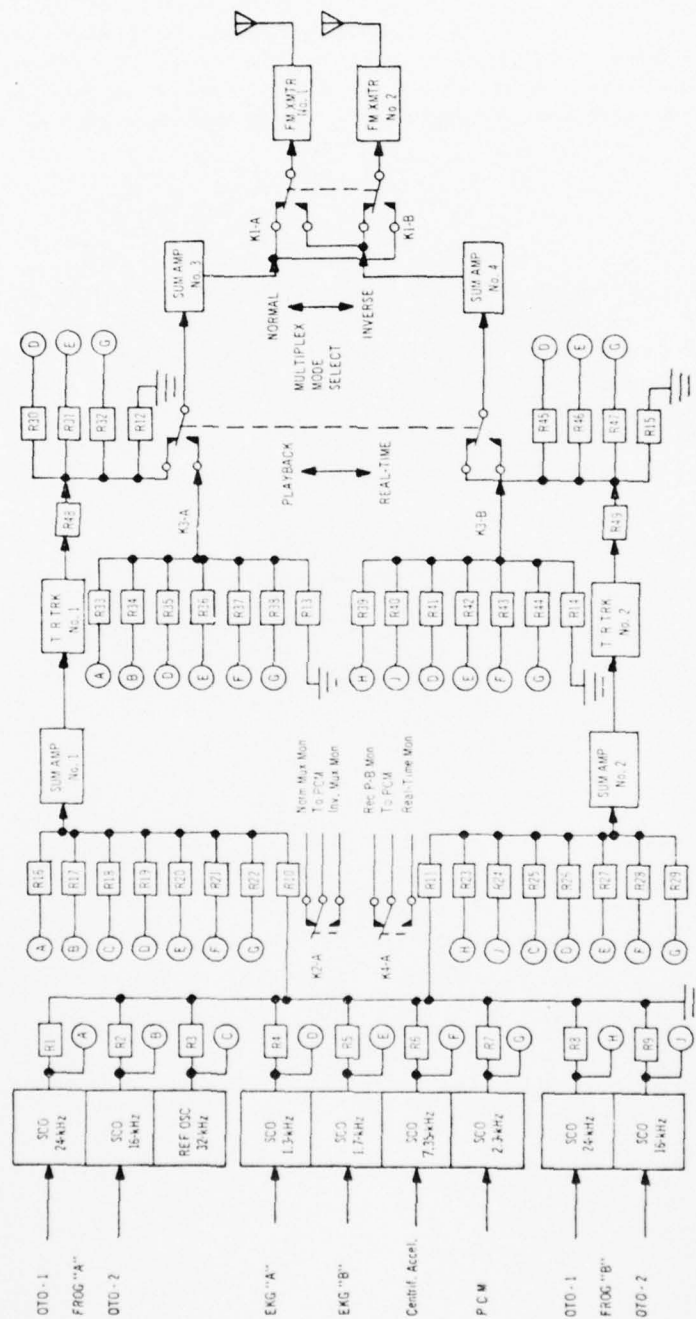 OTO-1
FROG "A"
OTO-2
EKG "A"
EKG "B"
Centrif. Accel.
P C M
OTO-1
FROG "B"
OTO-2
SCO
24-kHz
SCO
16-kHz
REF OSC
32-kHz
SCO
1.3-kHz
SCO
1.7-kHz
SCO
7.35-kHz
SCO
2.3-kHz
SCO
24-kHz
SCO
16-kHz
R1
A
R2
B
R3
C
R4
D
R5
E
R6
F
R7
G
R8
H
R9
J
A
R16
B
R17
C
R18
D
R19
E
R20
F
R21
G
R22
R10
K2-A
Norm Mux Mon
To PCM
Inv. Mux Mon
K4-A
Rec P-B Mon
To PCM
Real-Time Mon
R11
H
R23
J
R24
C
R25
D
R26
E
R27
F
R28
G
R29
SUM AMP
No. 1
SUM AMP
No. 2
A
R33
B
R34
D
R35
E
R36
F
R37
G
R38
R13
H
R39
J
R40
D
R41
E
R42
F
R43
G
R44
R14
T R TRK
No. 1
T R TRK
No. 2
R48
R49
K3-A
K3-B
PLAYBACK
REAL-TIME
R30
D
R31
E
R32
G
R12
R45
D
R46
E
R47
G
R15
SUM AMP
No. 3
SUM AMP
No. 4
NORMAL
MULTIPLEX
MODE
SELECT
INVERSE
K1-A
K1-B
FM XMTR
No. 1
FM XMTR
No. 2